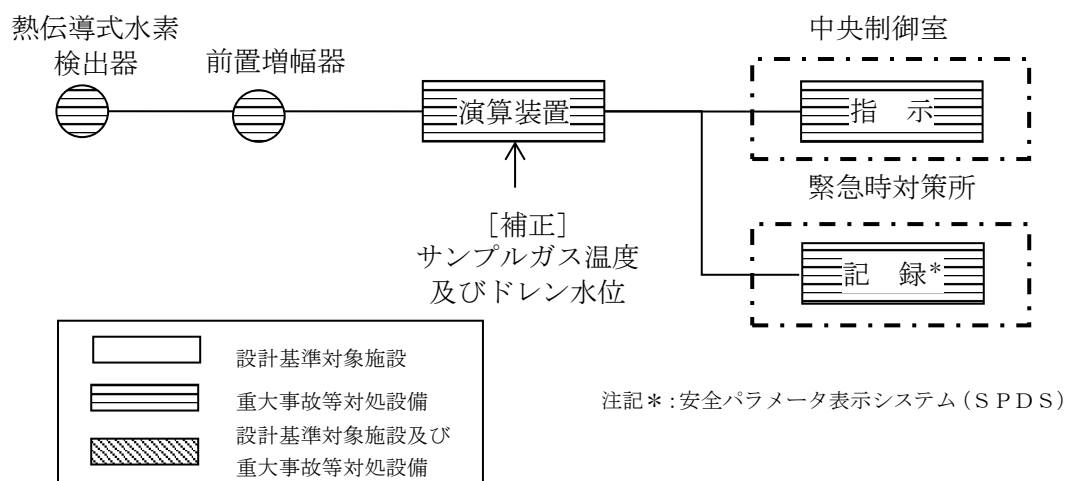 熱伝導式水素
検出器
前置増幅器
演算装置
[補正]
サンプルガス温度
及びドレン水位
中央制御室
指　示
緊急時対策所
記　録*
設計基準対象施設
重大事故等対処設備
設計基準対象施設及び
重大事故等対処設備
注記＊:安全パラメータ表示システム(ＳＰＤＳ)